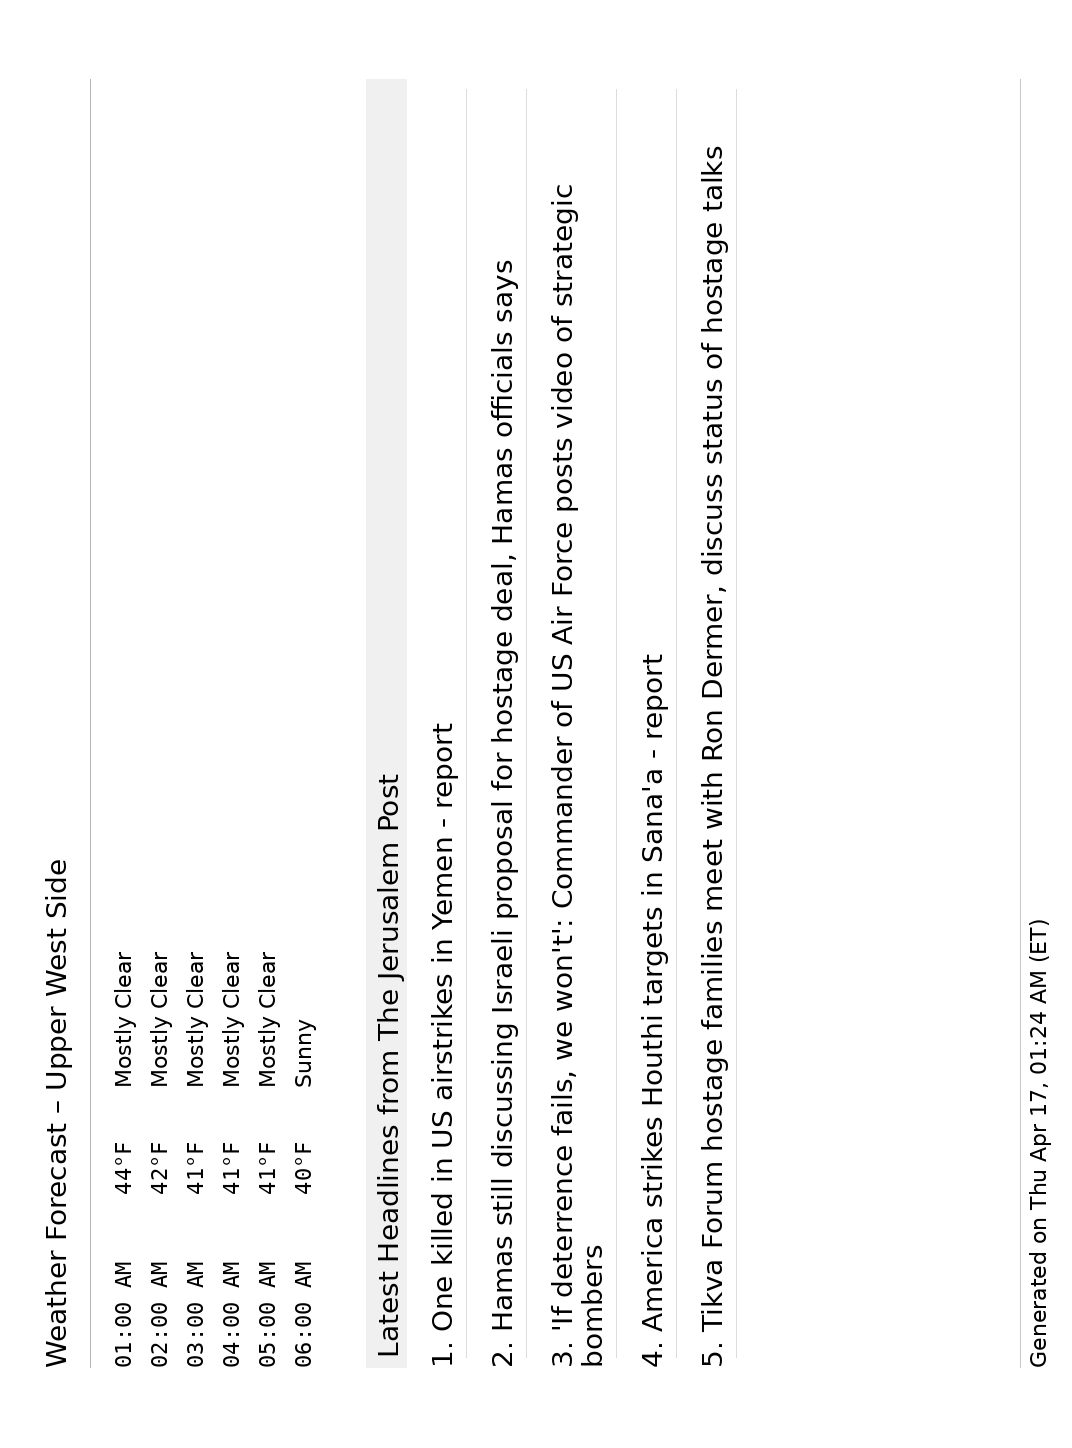 Weather Forecast – Upper West Side
01:00 AM 44°F Mostly Clear
02:00 AM 42°F Mostly Clear
03:00 AM 41°F Mostly Clear
04:00 AM 41°F Mostly Clear
05:00 AM 41°F Mostly Clear
06:00 AM 40°F Sunny
Latest Headlines from The Jerusalem Post
1. One killed in US airstrikes in Yemen - report
2. Hamas still discussing Israeli proposal for hostage deal, Hamas officials says
3. 'If deterrence fails, we won't': Commander of US Air Force posts video of strategic
bombers
4. America strikes Houthi targets in Sana'a - report
5. Tikva Forum hostage families meet with Ron Dermer, discuss status of hostage talks
Generated on Thu Apr 17, 01:24 AM (ET)